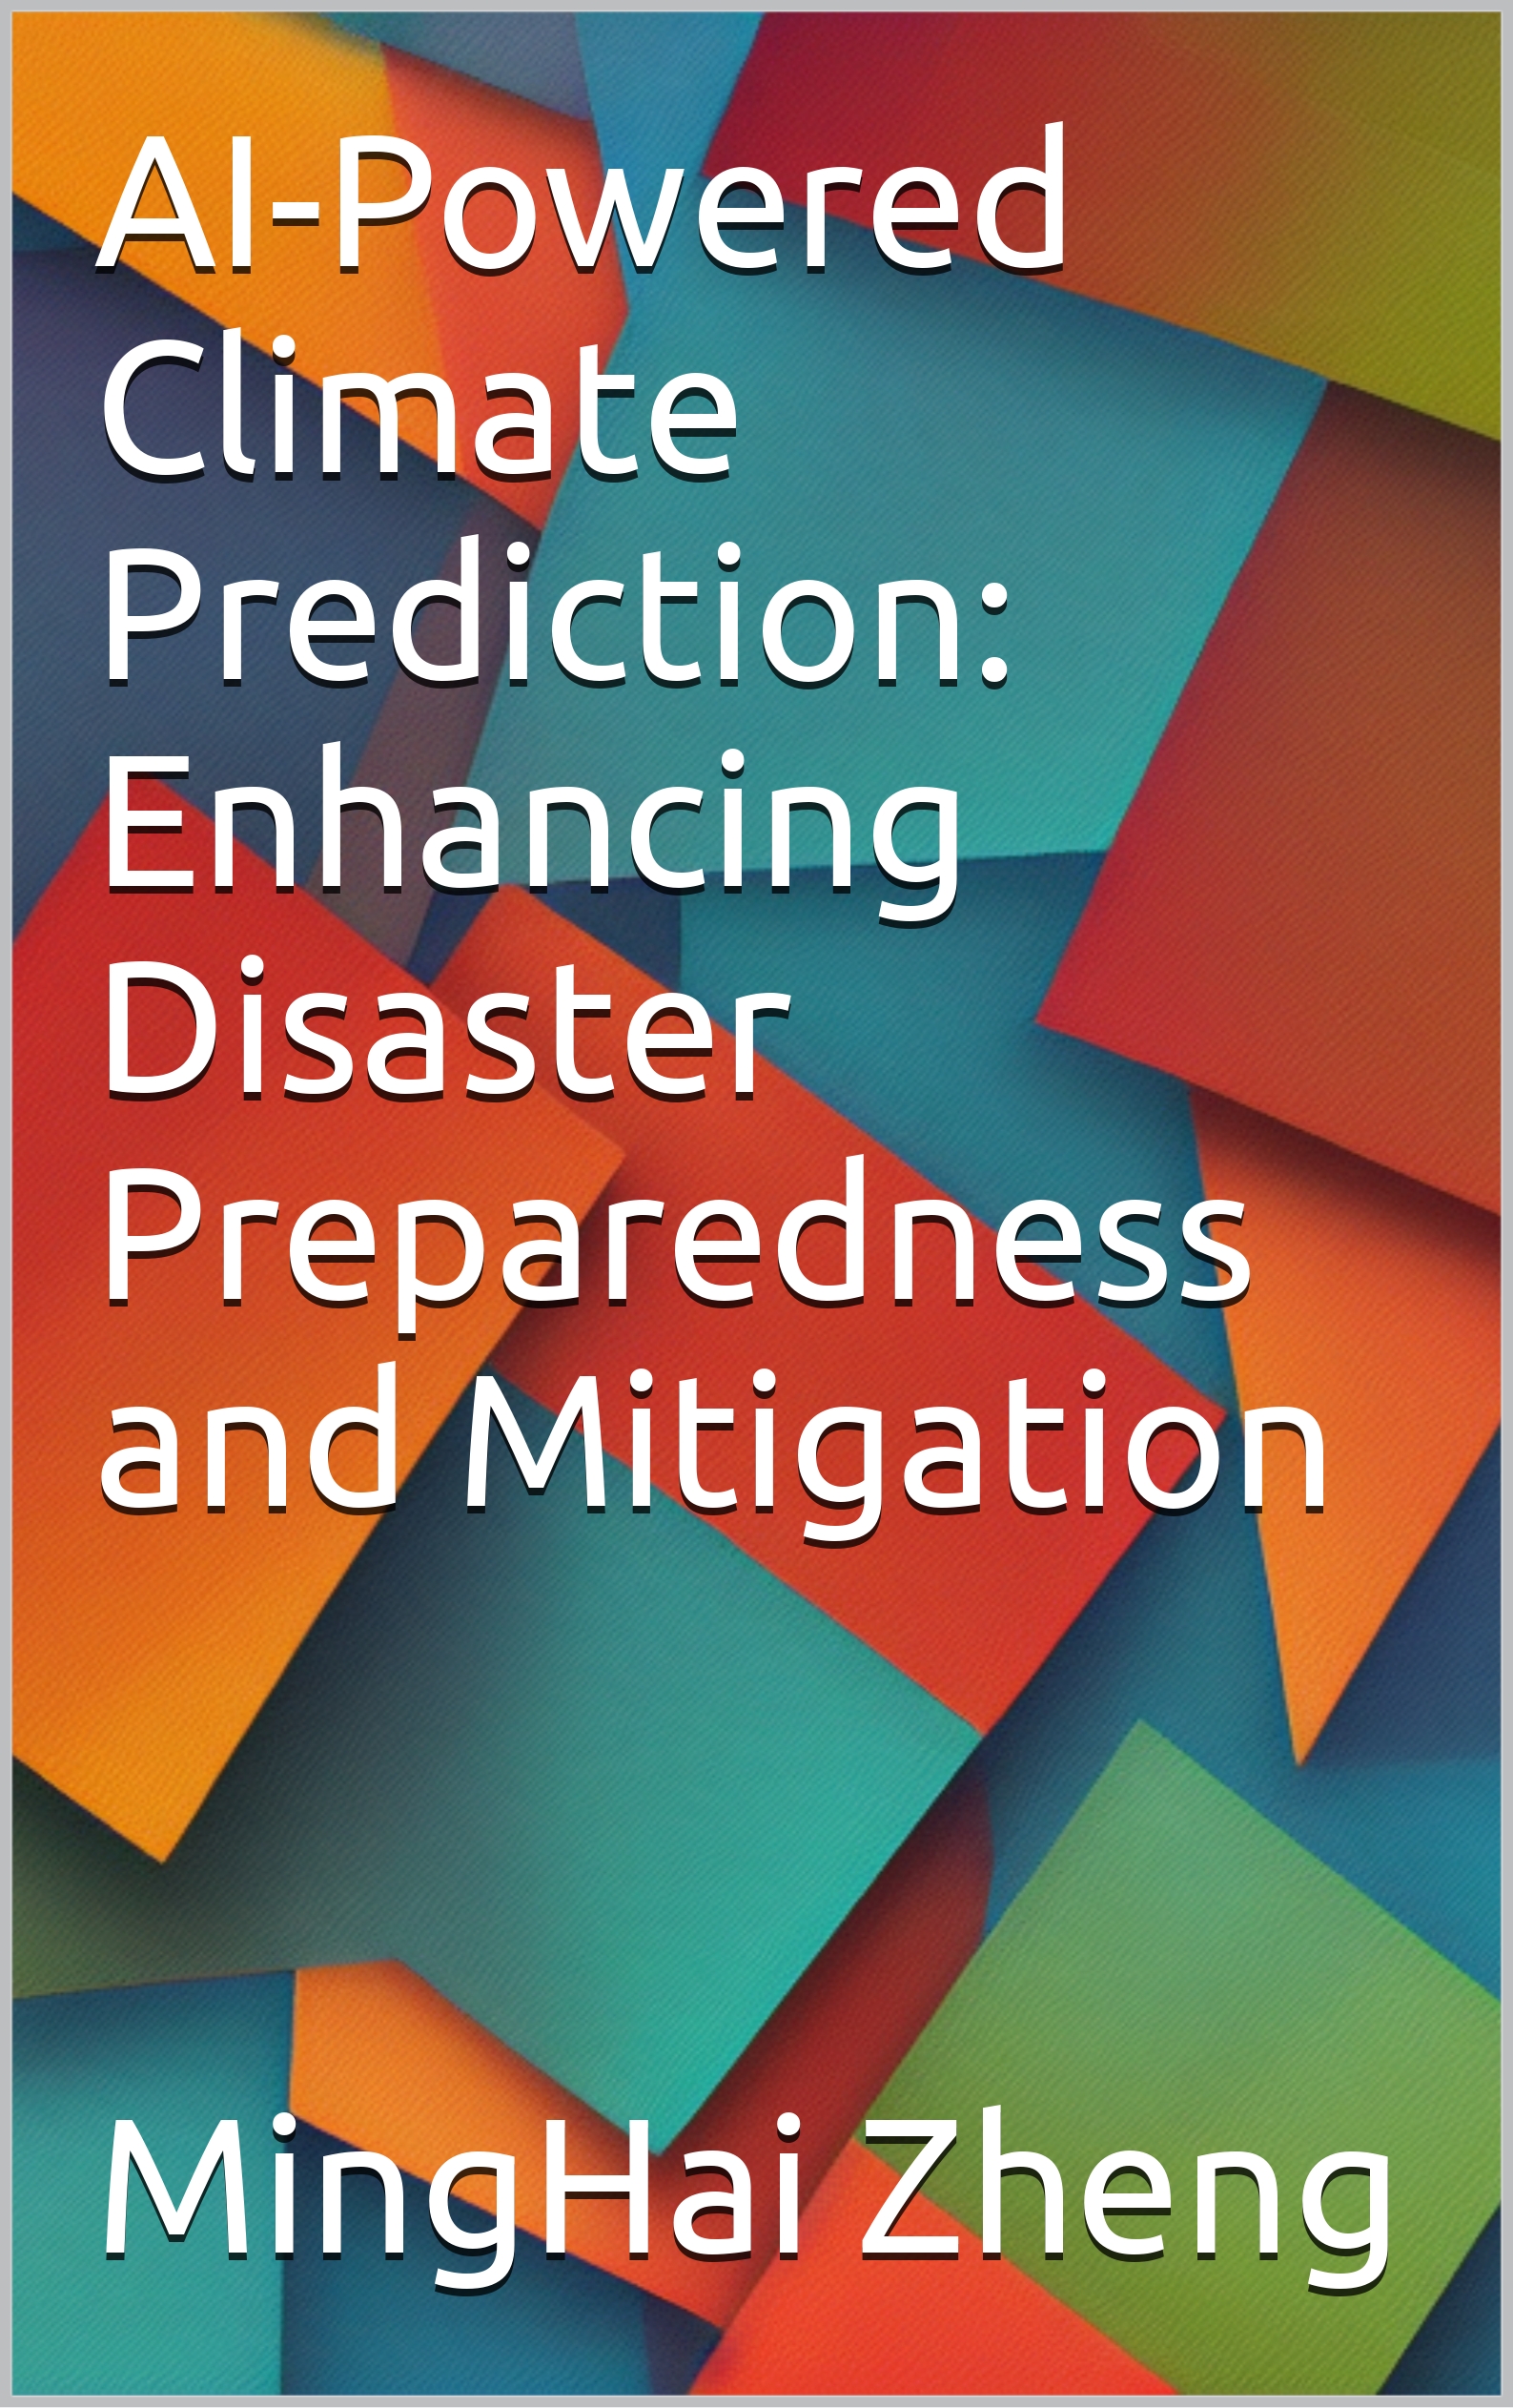 AI-Powered
Climate
Prediction:
Enhancing
Disaster
Preparedness
and Mitigation
MingHai Zheng